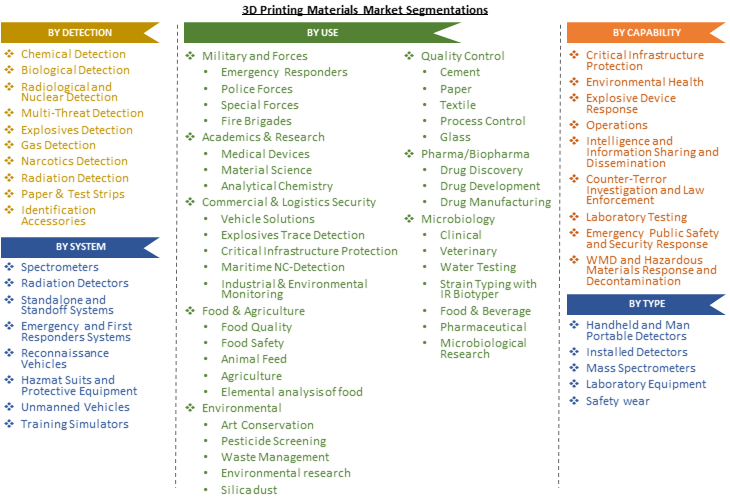 3D Printing Materials Market Segmentations
BY DETECTION
❖ Chemical Detection
❖ Biological Detection
❖ Radiological and
Nuclear Detection
❖ Multi-Threat Detection
❖ Explosives Detection
❖ Gas Detection
❖ Narcotics Detection
❖ Radiation Detection
❖ Paper & Test Strips
❖ Identification
Accessories
BY SYSTEM
❖ Spectrometers
❖ Radiation Detectors
❖ Standalone and
Standoff Systems
❖ Emergency and First
Responders Systems
❖ Reconnaissance
Vehicles
❖ Hazmat Suits and
Protective Equipment
❖ Unmanned Vehicles
❖ Training Simulators
BY USE
❖ Military and Forces
• Emergency Responders
• Police Forces
• Special Forces
• Fire Brigades
❖ Academics & Research
• Medical Devices
• Material Science
• Analytical Chemistry
❖ Commercial & Logistics Security
• Vehicle Solutions
• Explosives Trace Detection
• Critical Infrastructure Protection
• Maritime NC-Detection
• Industrial & Environmental
Monitoring
❖ Food & Agriculture
• Food Quality
• Food Safety
• Animal Feed
• Agriculture
• Elemental analysis of food
❖ Environmental
• Art Conservation
• Pesticide Screening
• Waste Management
• Environmental research
• Silica dust
❖ Quality Control
• Cement
• Paper
• Textile
• Process Control
• Glass
❖ Pharma/Biopharma
• Drug Discovery
• Drug Development
• Drug Manufacturing
❖ Microbiology
• Clinical
• Veterinary
• Water Testing
• Strain Typing with
IR Biotyper
• Food & Beverage
• Pharmaceutical
• Microbiological
Research
BY CAPABILITY
❖ Critical Infrastructure
Protection
❖ Environmental Health
❖ Explosive Device
Response
❖ Operations
❖ Intelligence and
Information Sharing and
Dissemination
❖ Counter-Terror
Investigation and Law
Enforcement
❖ Laboratory Testing
❖ Emergency Public Safety
and Security Response
❖ WMD and Hazardous
Materials Response and
Decontamination
BY TYPE
❖ Handheld and Man
Portable Detectors
❖ Installed Detectors
❖ Mass Spectrometers
❖ Laboratory Equipment
❖ Safety wear